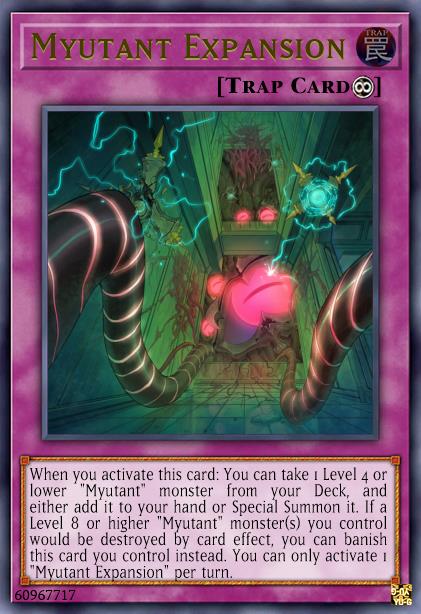 Myutant Expansion
TRAP
罠
[Trap Card]
When you activate this card: You can take 1 Level 4 or
lower "Myutant" monster from your Deck, and
either add it to your hand or Special Summon it. If a
Level 8 or higher "Myutant" monster(s) you control
would be destroyed by card effect, you can banish
this card you control instead. You can only activate 1
"Myutant Expansion" per turn.
60967717